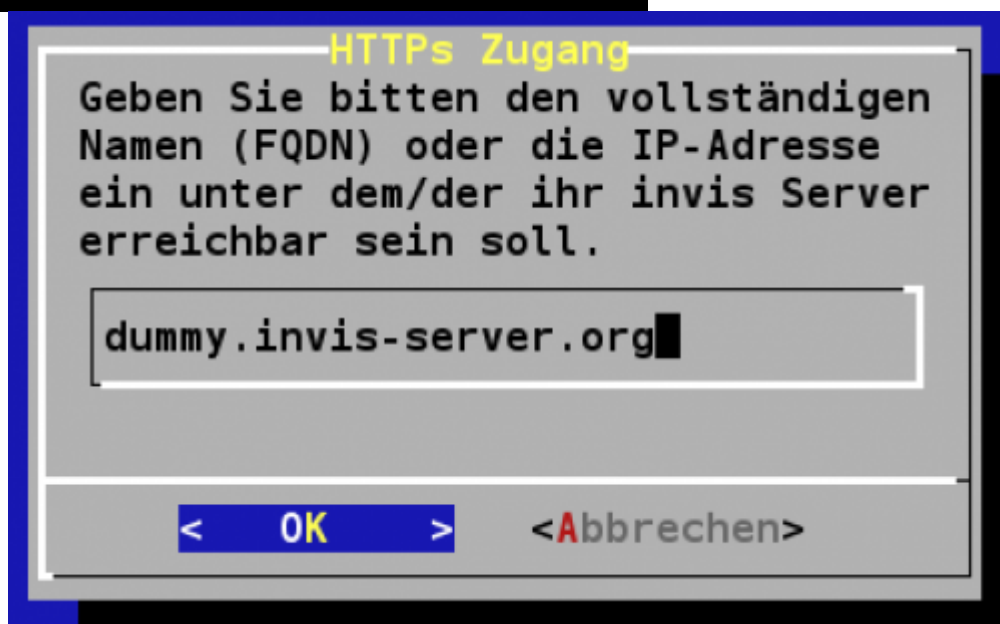 HTTPs Zugang
Geben Sie bitten den vollständigen
Namen (FQDN) oder die IP-Adresse
ein unter dem/der ihr invis Server
erreichbar sein soll.
dummy.invis-server.org
< OK > <Abbrechen>